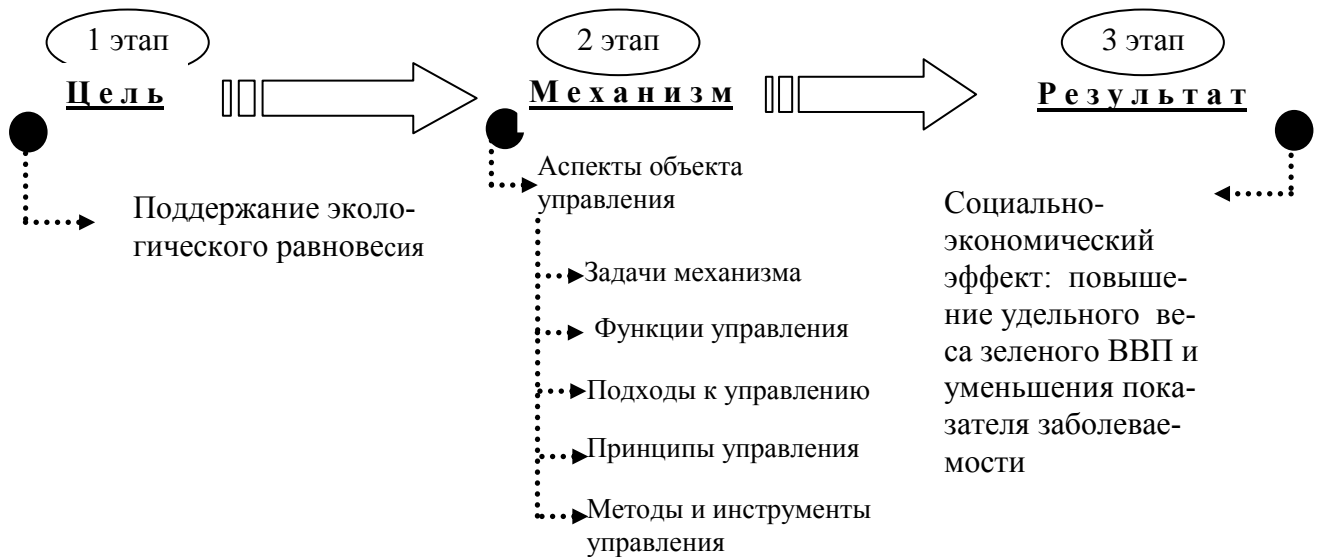 1 этап
Цель
Поддержание эколо-
гического равновесия
2 этап
Механизм
Аспекты объекта
управления
Задачи механизма
Функции управления
Подходы к управлению
Принципы управления
Методы и инструменты
управления
3 этап
Результат
Социально-
экономический
эффект: повыше-
ние удельного ве-
са зеленого ВВП и
уменьшения пока-
зателя заболевае-
мости